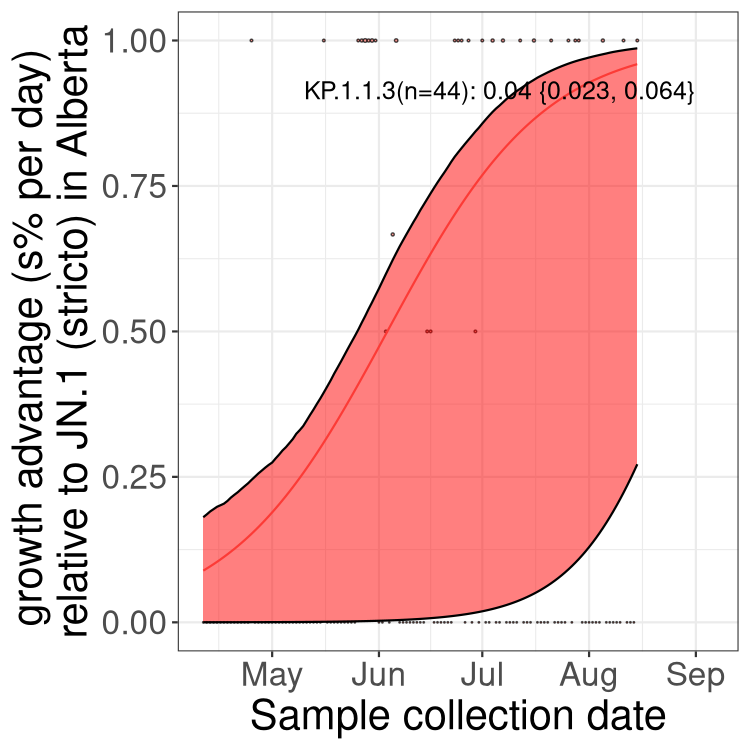 growth advantage (s% per day)
relative to JN.1 (stricto) in Alberta
1.00
0.75
0.50
0.25
0.00
KP.1.1.3(n=44): 0.04 {0.023, 0.064}
May Jun Jul Aug Sep
Sample collection date